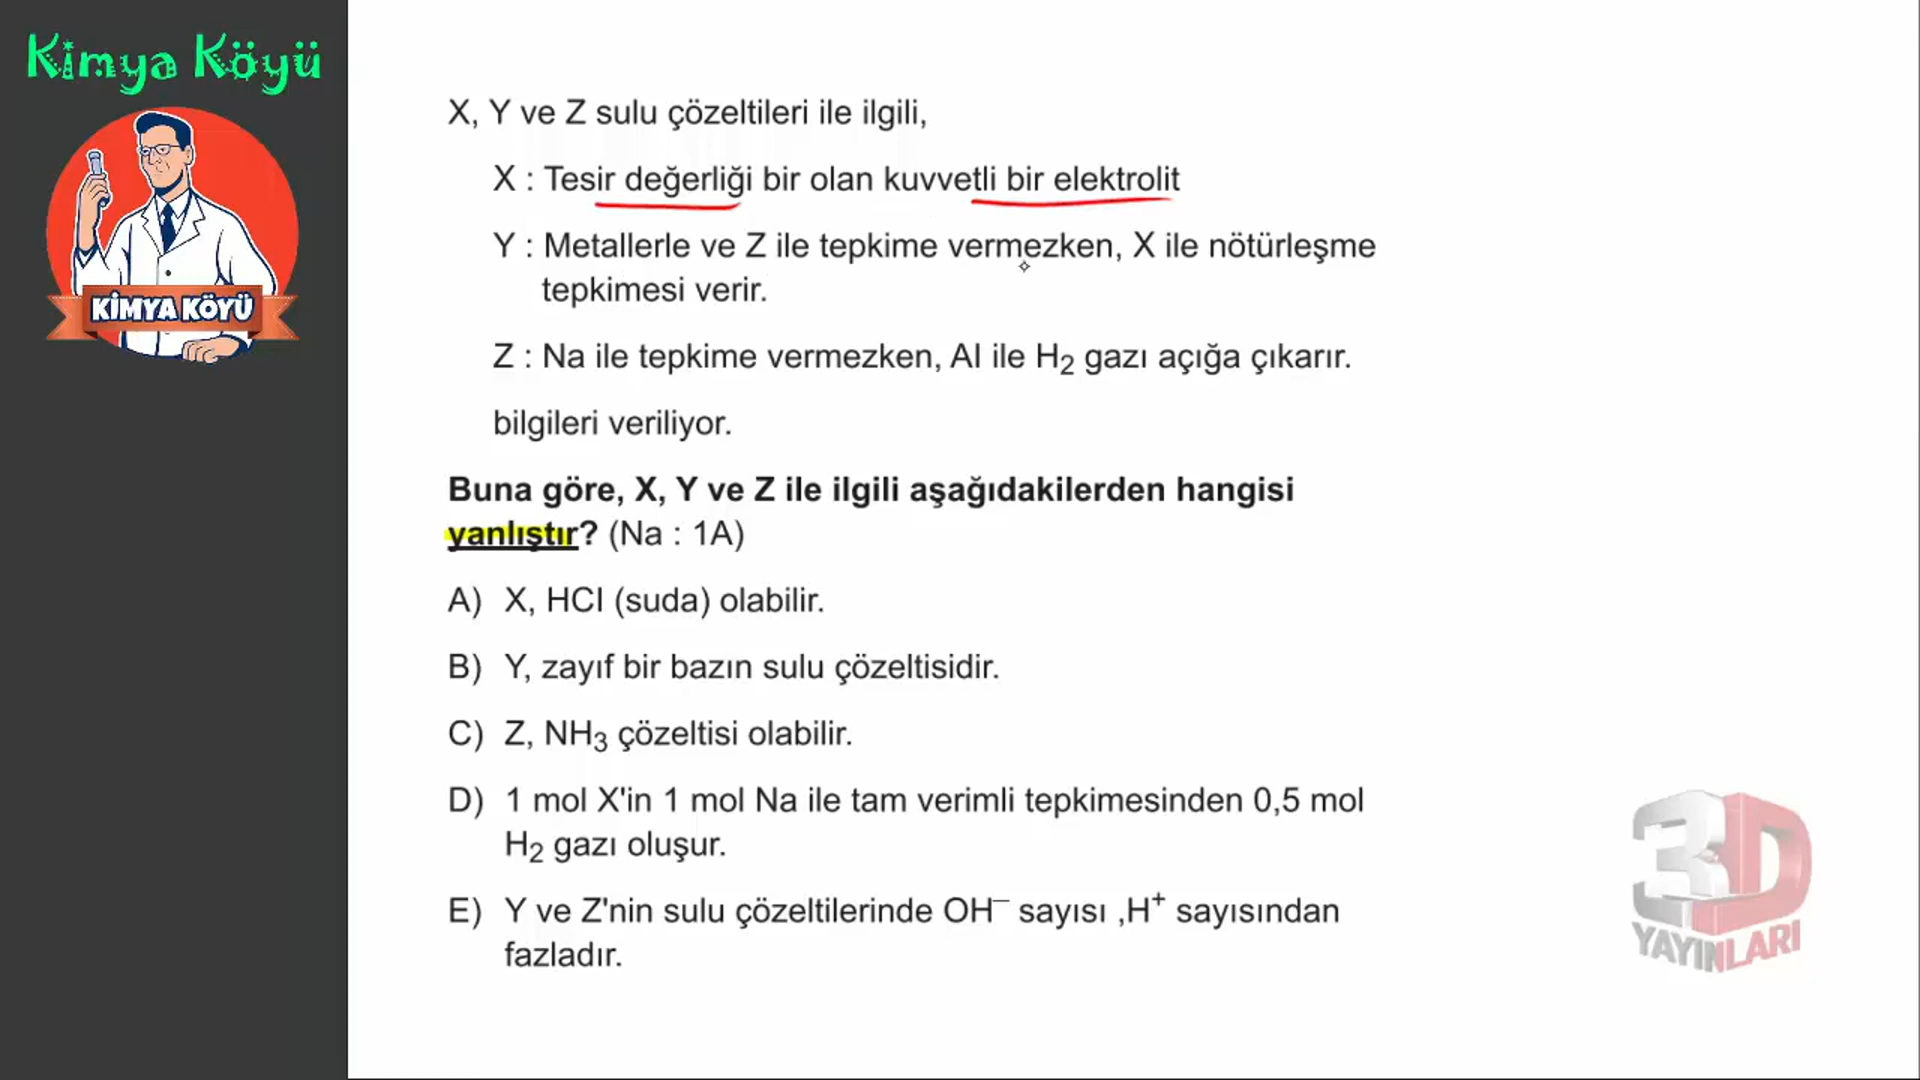 Kimya Köyü
KİMYA KÖYÜ
X, Y ve Z sulu çözeltileri ile ilgili,
X : Tesir değerliği bir olan kuvvetli bir elektrolit
Y : Metallerle ve Z ile tepkime vermezken, X ile nötürleşme
tepkimesi verir.
Z : Na ile tepkime vermezken, Al ile H₂ gazı açığa çıkarır.
bilgileri veriliyor.
Buna göre, X, Y ve Z ile ilgili aşağıdakilerden hangisi
yanlıştır? (Na : 1A)
A) X, HCl (suda) olabilir.
B) Y, zayıf bir bazın sulu çözeltisidir.
C) Z, NH₃ çözeltisi olabilir.
D) 1 mol X'in 1 mol Na ile tam verimli tepkimesinden 0,5 mol
H₂ gazı oluşur.
E) Y ve Z'nin sulu çözeltilerinde OH⁻ sayısı ,H⁺ sayısından
fazladır.
3D
YAYINLARI